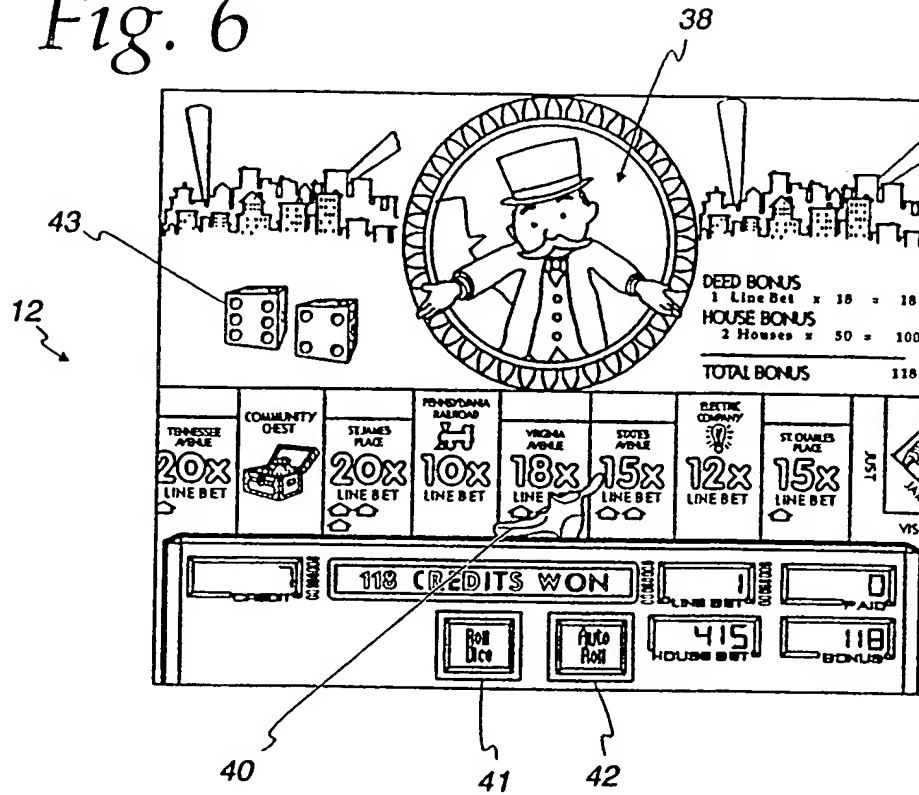 Fig. 6
38
43
12
DEED BONUS
1 Line Bet x 18 = 18
HOUSE BONUS
2 Houses x 50 = 100
TOTAL BONUS 118
TENNESSEE AVENUE
20X
LINE BET
COMMUNITY CHEST
ST. JAMES PLACE
20X
LINE BET
PENNSYLVANIA RAILROAD
10X
LINE BET
VIRGINIA AVENUE
18X
LINE
STATES AVENUE
15X
LINE BET
ELECTRIC COMPANY
12X
LINE BET
ST. CHARLES PLACE
15X
LINE BET
JUST
VIS
CREDIT
118 CREDITS WON
1
LINE BET
0
PAID
Roll Dice
Auto Roll
415
HOUSE BET
118
BONUS
40
41
42